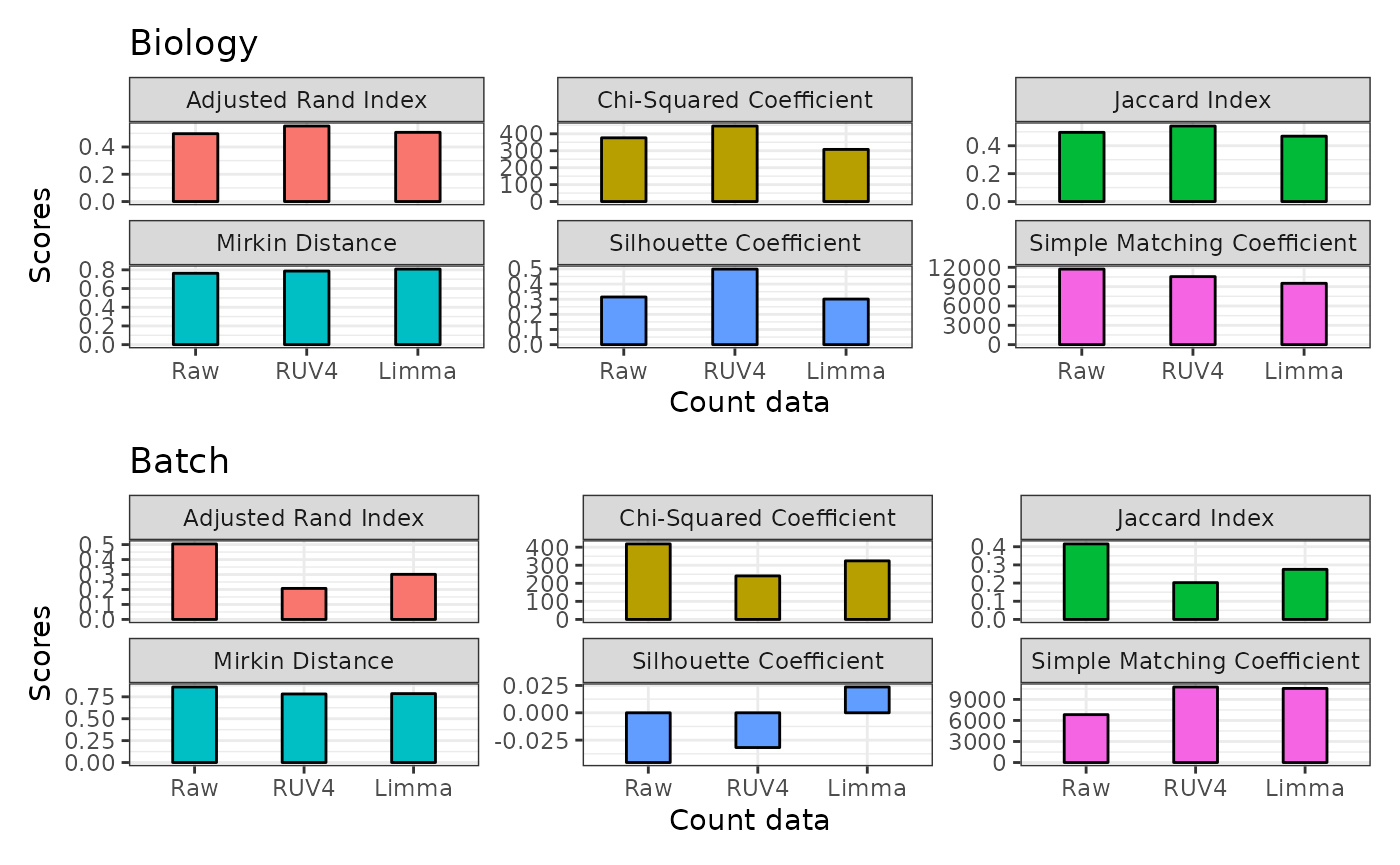 Biology
Adjusted Rand Index Chi-Squared Coefficient Jaccard Index
0.4 400 0.4
300
0.2 200 0.2
100
0.0 0 0.0
Mirkin Distance Silhouette Coefficient Simple Matching Coefficient
0.8 0.5 12000
0.6 0.4 9000
0.4 0.3 6000
0.2 0.2 3000
0.1
0.0 0.0 0
Raw RUV4 Limma Raw RUV4 Limma Raw RUV4 Limma
Scores
Count data
Batch
Adjusted Rand Index Chi-Squared Coefficient Jaccard Index
0.5 400 0.4
0.4 300 0.3
0.3 200 0.2
0.2 100 0.1
0.1
0.0 0 0.0
Mirkin Distance Silhouette Coefficient Simple Matching Coefficient
0.75 0.025 9000
0.50 0.000 6000
0.25 -0.025 3000
0.00 0
Raw RUV4 Limma Raw RUV4 Limma Raw RUV4 Limma
Scores
Count data